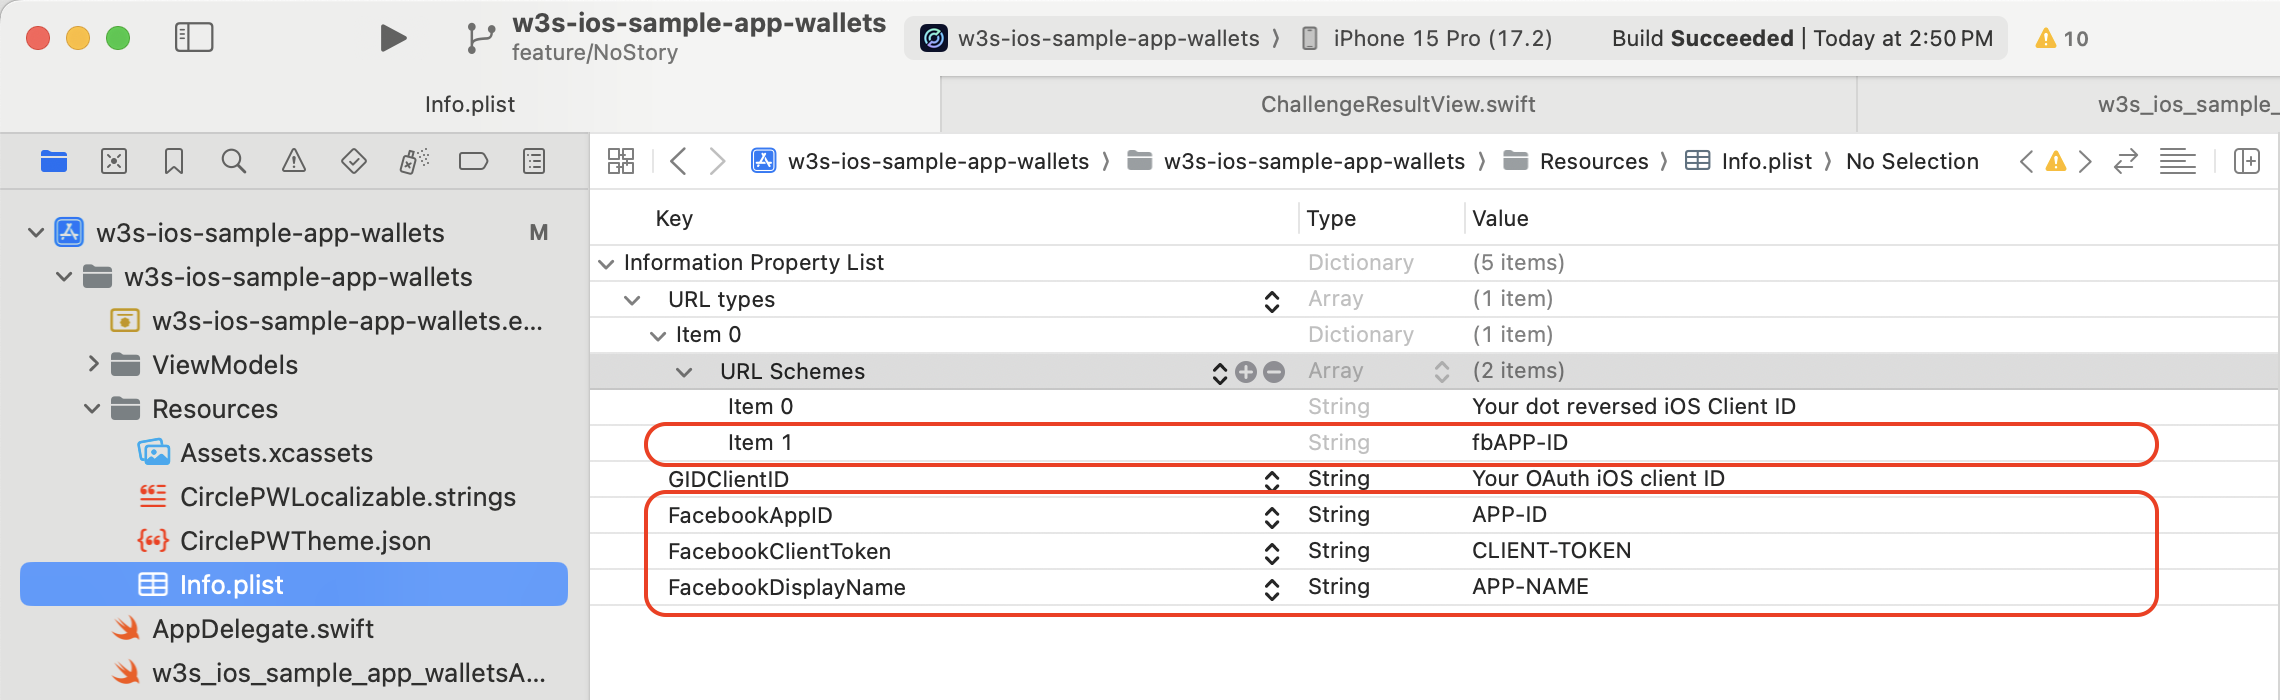 w3s-ios-sample-app-wallets
feature/NoStory
w3s-ios-sample-app-wallets 〉 iPhone 15 Pro (17.2)
Build Succeeded | Today at 2:50 PM
10
Info.plist
ChallengeResultView.swift
w3s_ios_sample_
w3s-ios-sample-app-wallets 〉 w3s-ios-sample-app-wallets 〉 Resources 〉 Info.plist 〉 No Selection
w3s-ios-sample-app-wallets M
w3s-ios-sample-app-wallets
w3s-ios-sample-app-wallets.e...
ViewModels
Resources
Assets.xcassets
CirclePWLocalizable.strings
CirclePWTheme.json
Info.plist
AppDelegate.swift
w3s_ios_sample_app_walletsA...
Key Type Value
Information Property List Dictionary (5 items)
URL types Array (1 item)
Item 0 Dictionary (1 item)
URL Schemes Array (2 items)
Item 0 String Your dot reversed iOS Client ID
Item 1 String fbAPP-ID
GIDClientID String Your OAuth iOS client ID
FacebookAppID String APP-ID
FacebookClientToken String CLIENT-TOKEN
FacebookDisplayName String APP-NAME